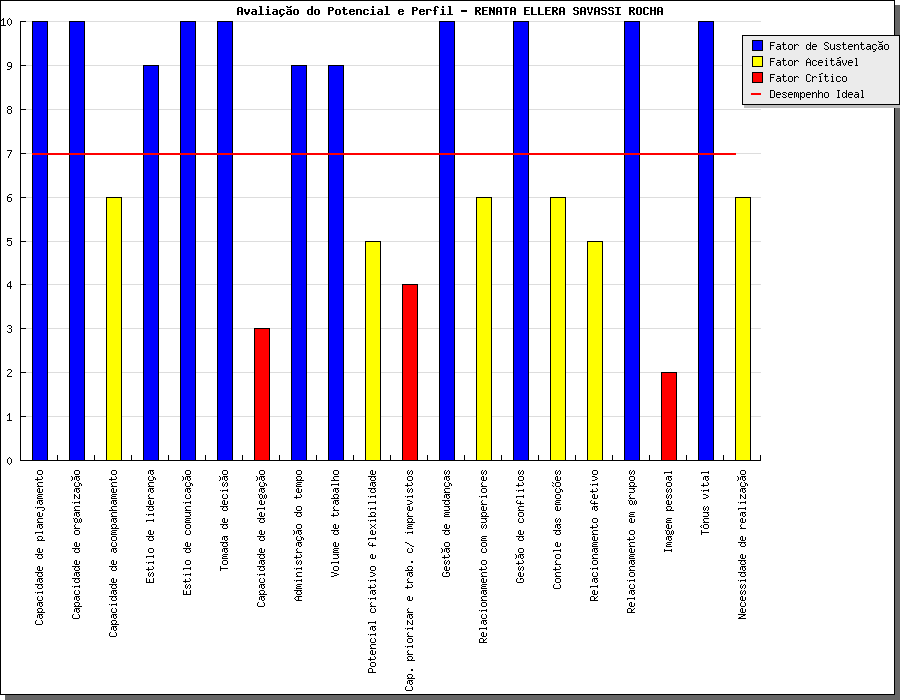 Avaliação do Potencial e Perfil - RENATA ELLERA SAVASSI ROCHA
Fator de Sustentação
Fator Aceitável
Fator Crítico
Desempenho Ideal
10
9
8
7
6
5
4
3
2
1
0
Capacidade de planejamento
Capacidade de organização
Capacidade de acompanhamento
Estilo de liderança
Estilo de comunicação
Tomada de decisão
Capacidade de delegação
Administração do tempo
Volume de trabalho
Potencial criativo e flexibilidade
Cap. priorizar e trab. c/ imprevistos
Gestão de mudanças
Relacionamento com superiores
Gestão de conflitos
Controle das emoções
Relacionamento afetivo
Relacionamento em grupos
Imagem pessoal
Tônus vital
Necessidade de realização